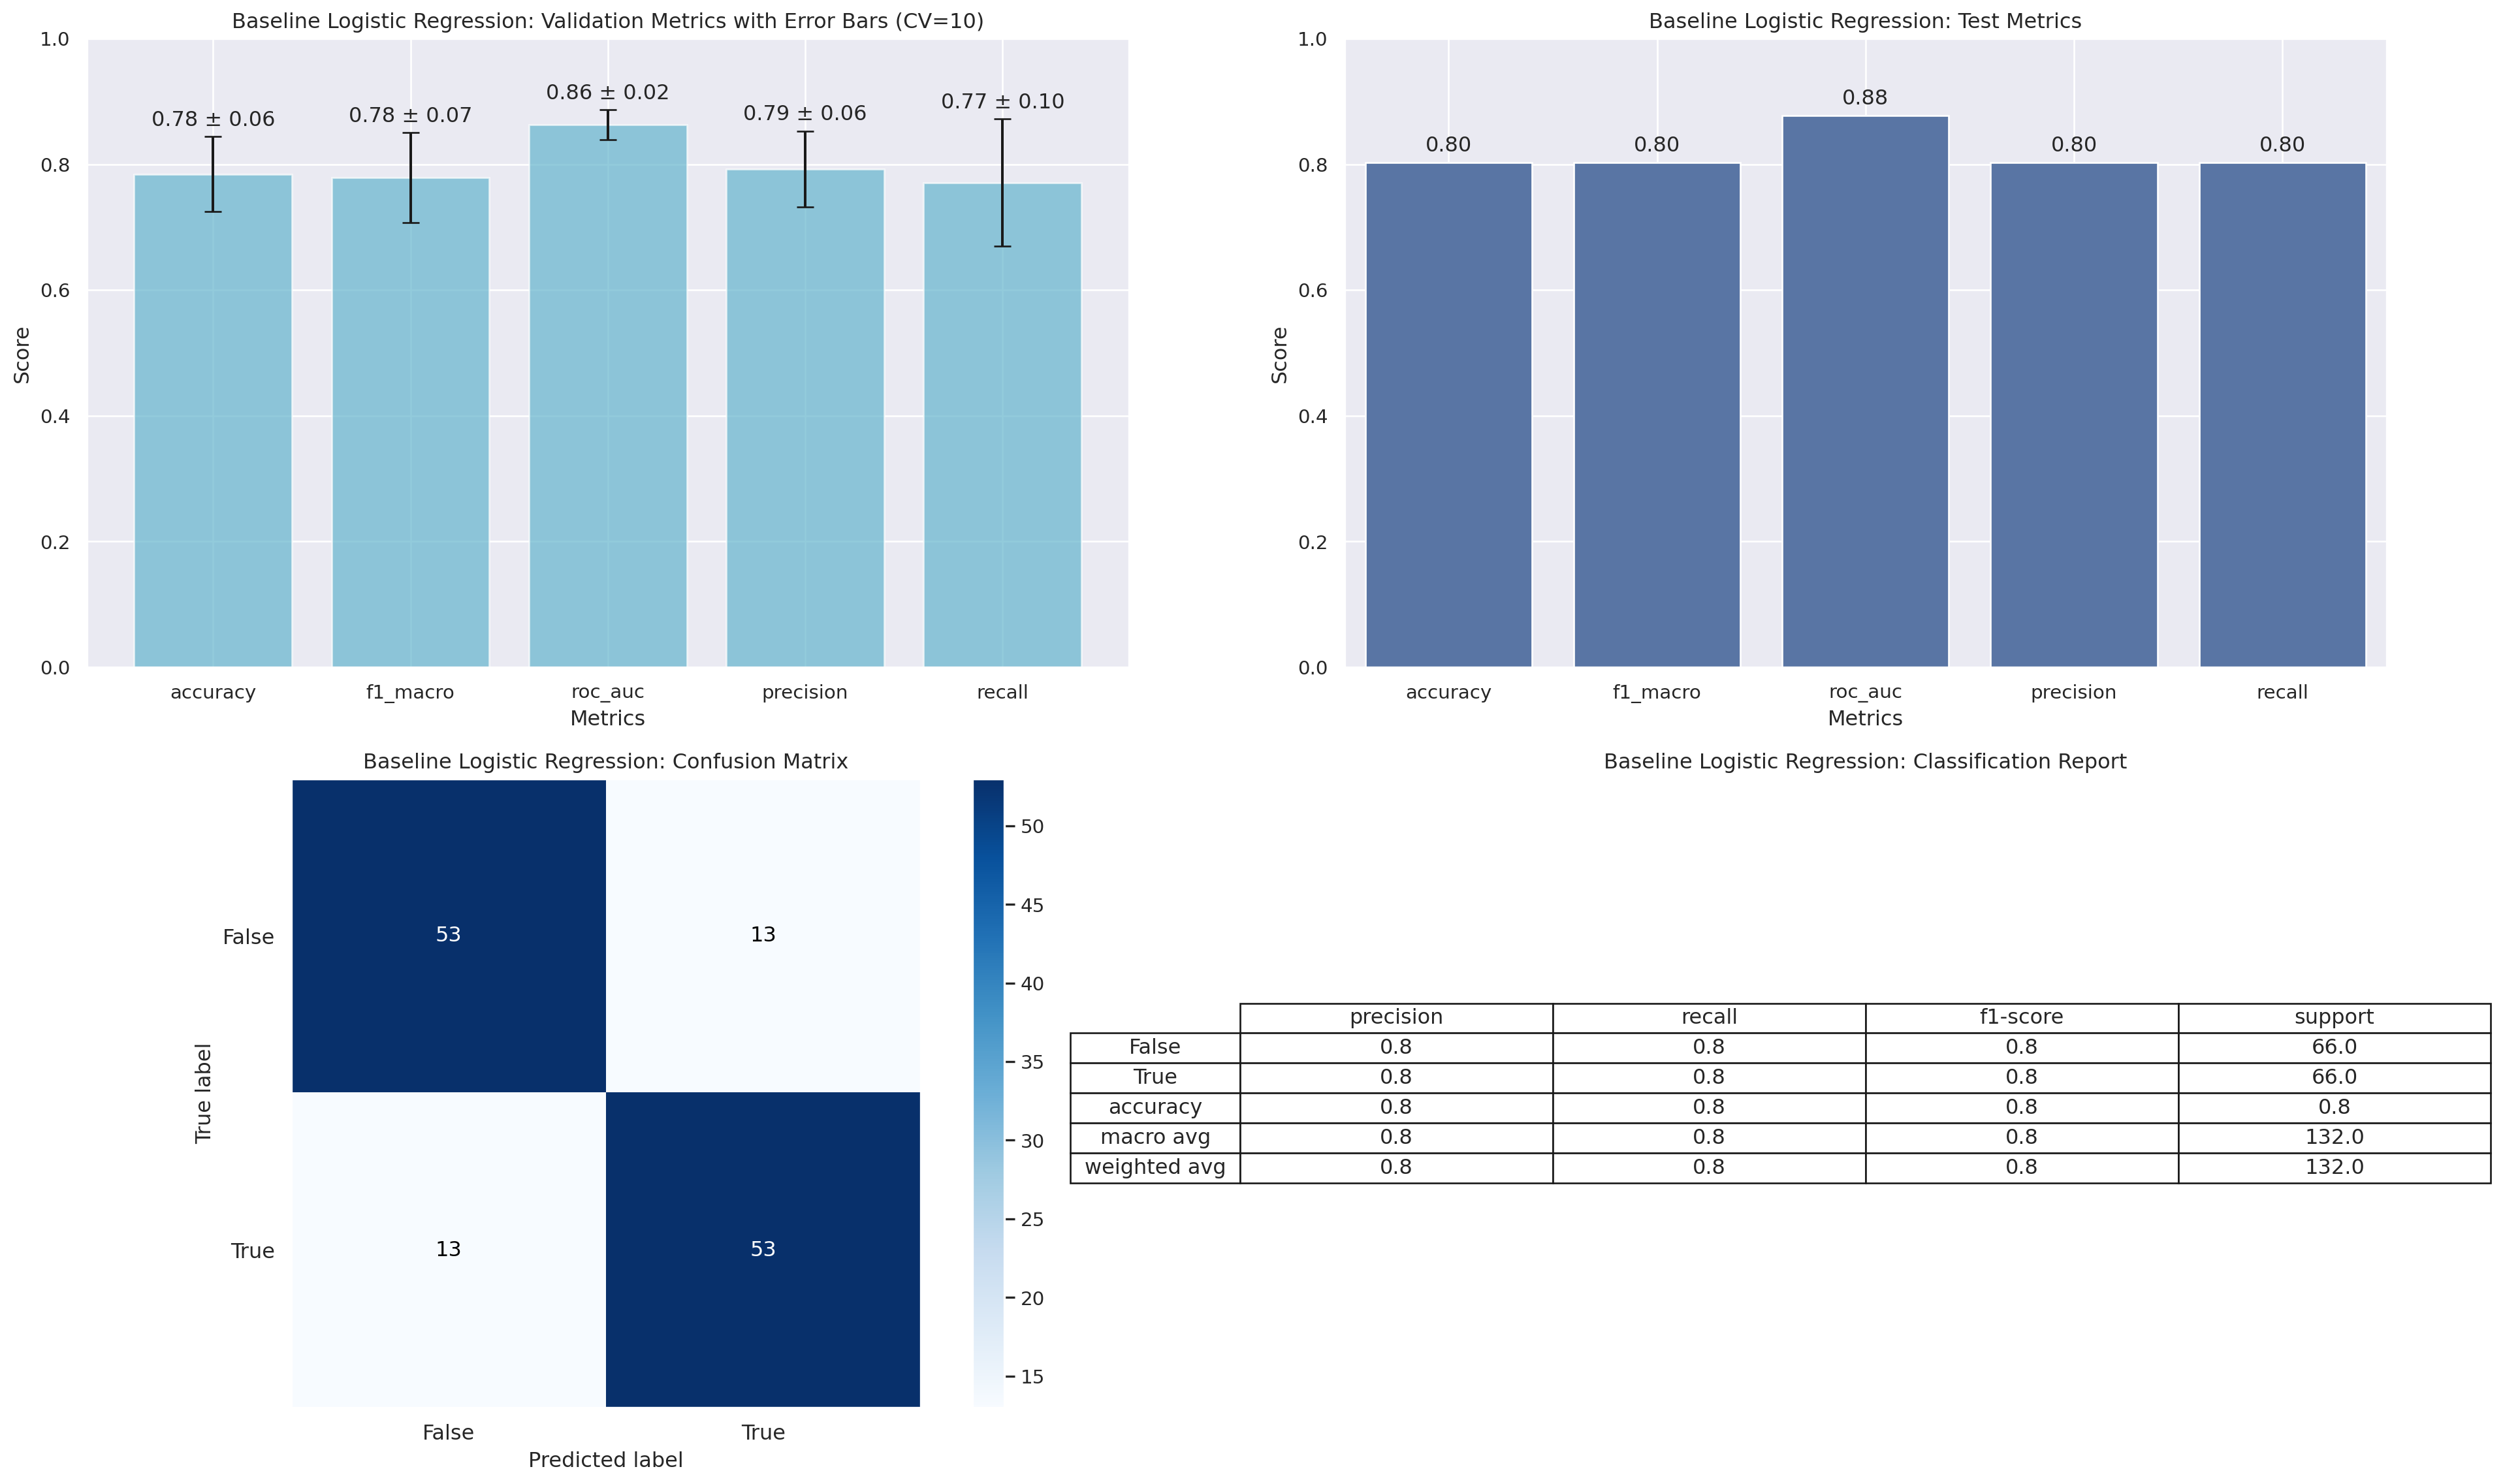 Baseline Logistic Regression: Validation Metrics with Error Bars (CV=10)
1.0
0.8
0.6
0.4
0.2
0.0
Score
0.78 ± 0.06
0.78 ± 0.07
0.86 ± 0.02
0.79 ± 0.06
0.77 ± 0.10
accuracy f1_macro roc_auc precision recall
Metrics
Baseline Logistic Regression: Test Metrics
1.0
0.8
0.6
0.4
0.2
0.0
Score
0.80
0.80
0.88
0.80
0.80
accuracy f1_macro roc_auc precision recall
Metrics
Baseline Logistic Regression: Confusion Matrix
True label
False 53 13
True 13 53
False True
Predicted label
50
45
40
35
30
25
20
15
Baseline Logistic Regression: Classification Report
precision recall f1-score support
False 0.8 0.8 0.8 66.0
True 0.8 0.8 0.8 66.0
accuracy 0.8 0.8 0.8 0.8
macro avg 0.8 0.8 0.8 132.0
weighted avg 0.8 0.8 0.8 132.0